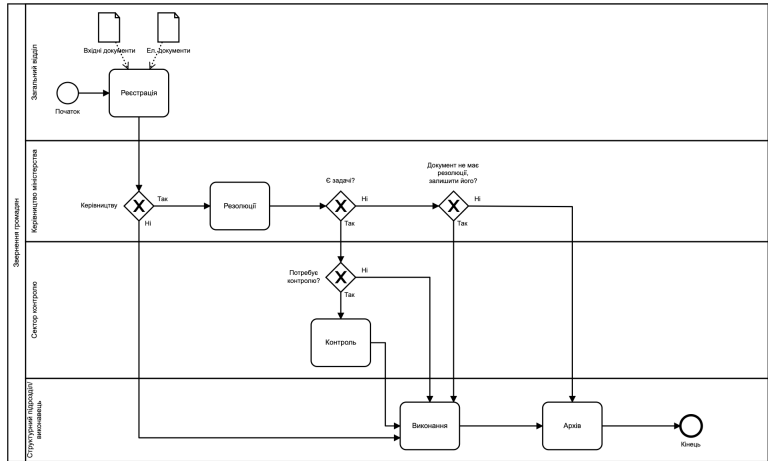 Звернення громадян
Загальний відділ
Вхідні документи
Ел. документи
Реєстрація
Початок
Керівництво міністерства
Керівництву
Так
Ні
Резолюції
Є задачі?
Ні
Так
Документ не має
резолюції,
залишити його?
Ні
Так
Сектор контролю
Потребує
контролю?
Ні
Так
Контроль
Структурний підрозділ/
виконавець
Виконання
Архів
Кінець